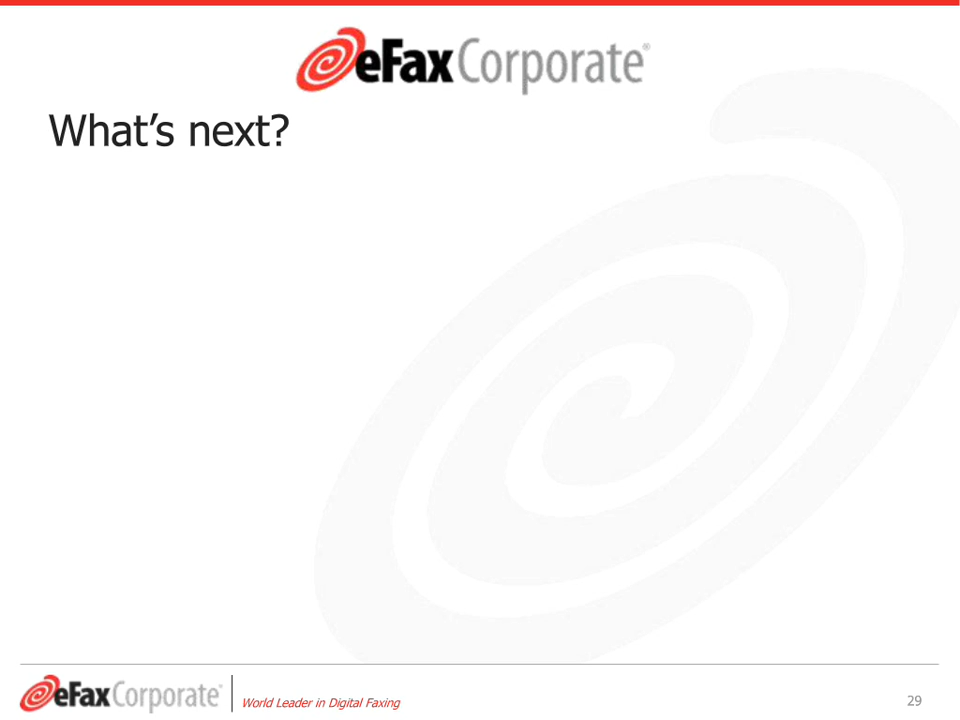 eFax Corporate®
What's next?
eFax Corporate®
World Leader in Digital Faxing
29